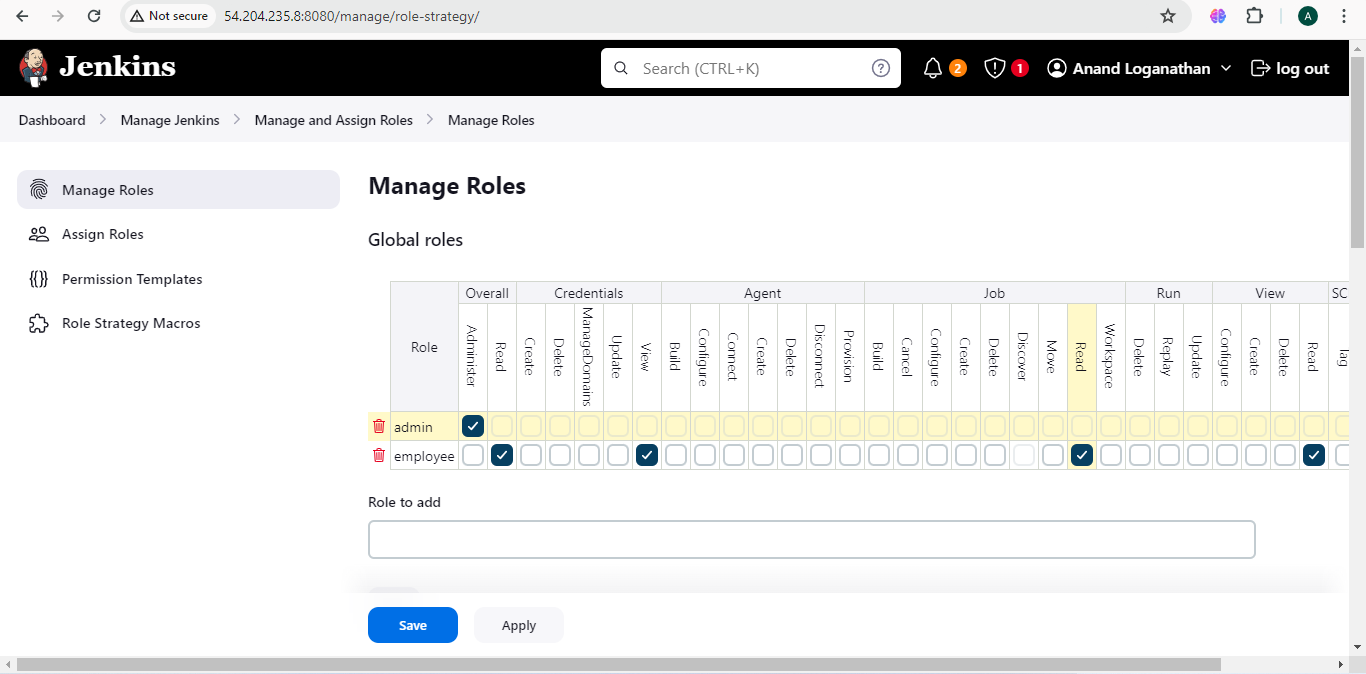 Not secure 54.204.235.8:8080/manage/role-strategy/ A
Jenkins Search (CTRL+K) ? 2 1 Anand Loganathan log out
Dashboard Manage Jenkins Manage and Assign Roles Manage Roles
Manage Roles
Assign Roles
Permission Templates
Role Strategy Macros
Manage Roles
Global roles
Role Overall Credentials Agent Job Run View SC
Administer Read Create Delete ManageDomains Update View Build Configure Connect Create Delete Disconnect Provision Build Cancel Configure Create Delete Discover Move Read Workspace Delete Replay Update Configure Create Delete Read Tag
admin
employee
Role to add
Save Apply